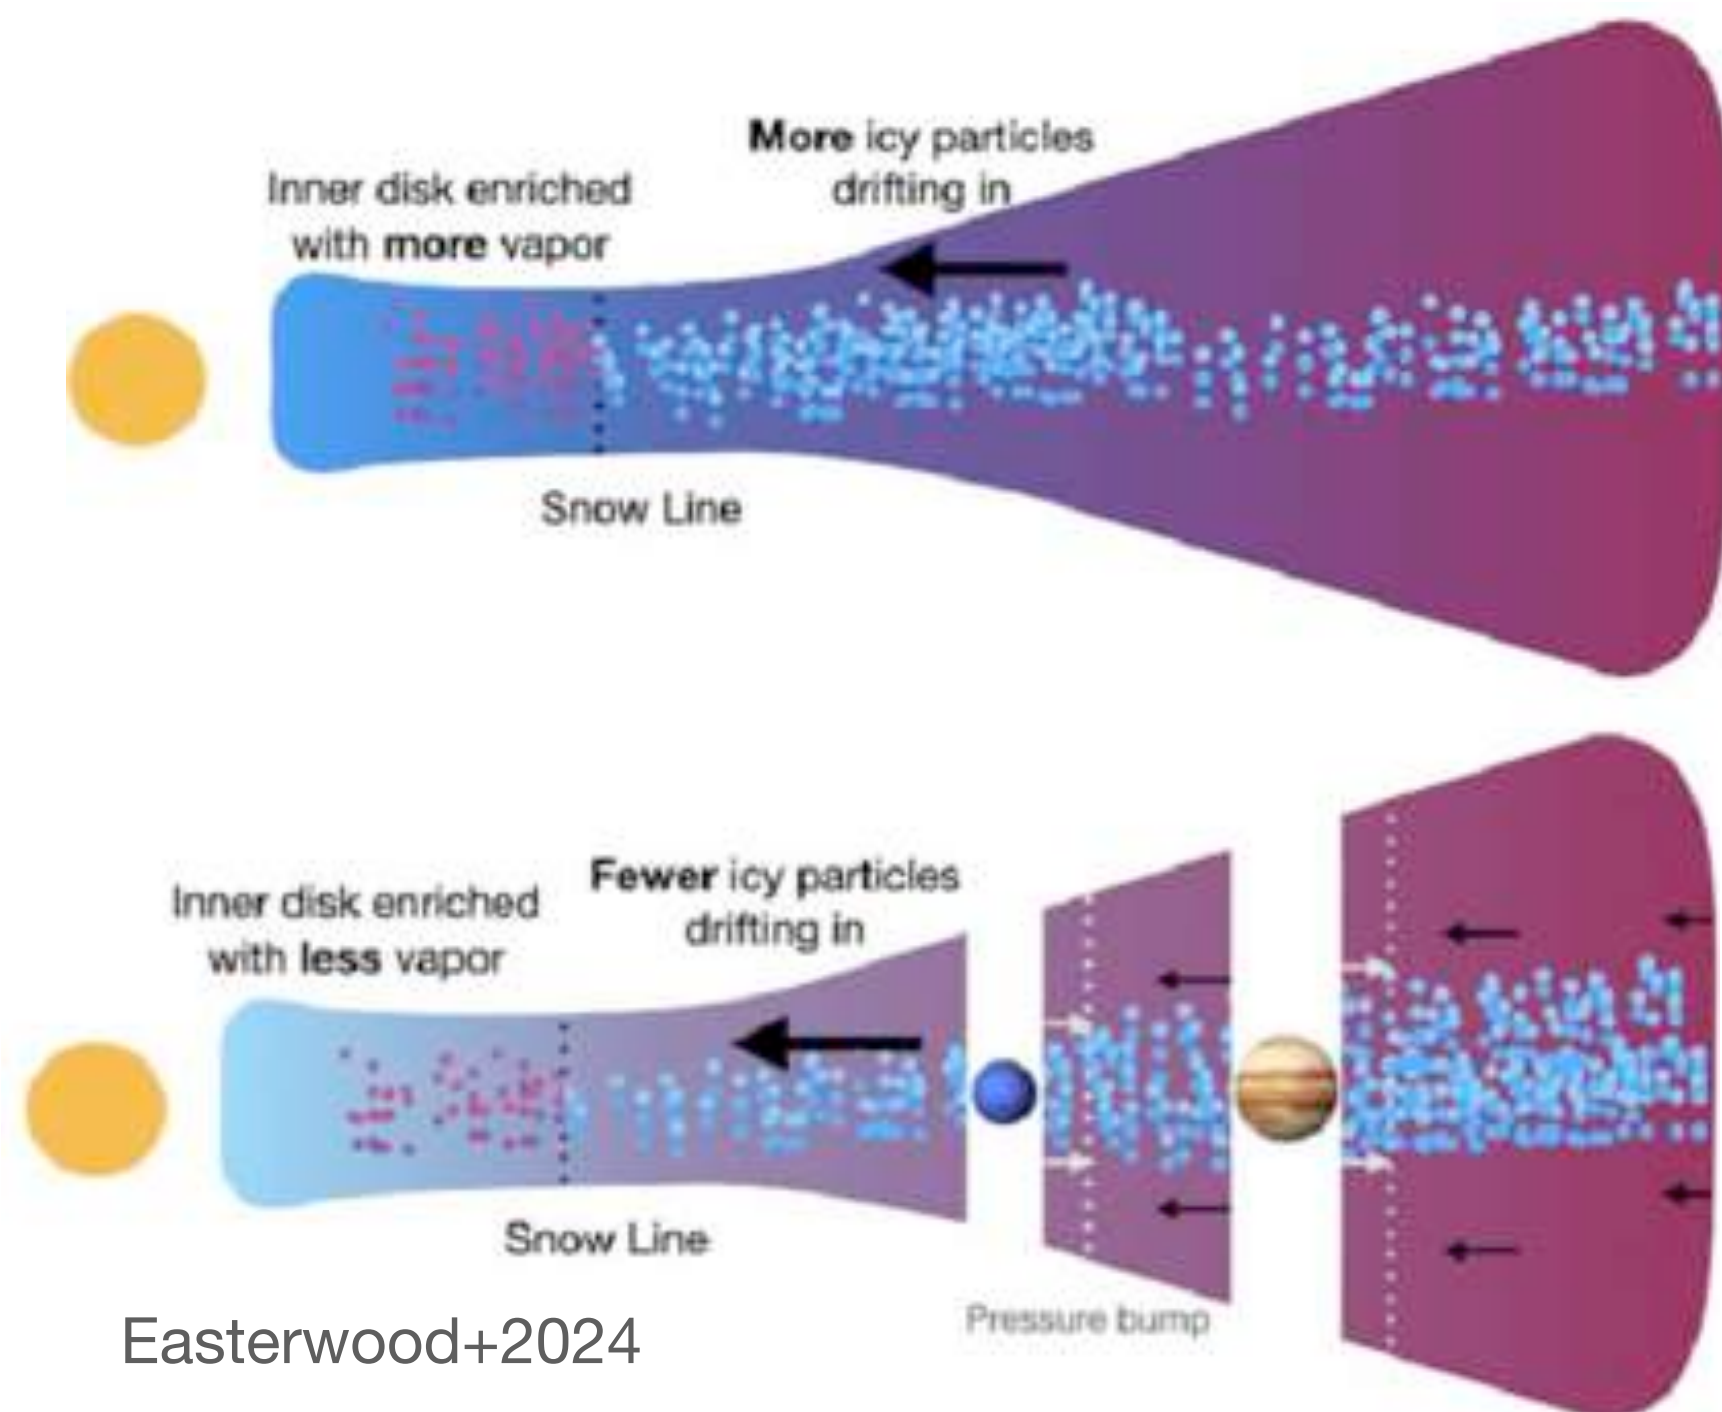 More icy particles
drifting in
Inner disk enriched
with more vapor
Snow Line
Fewer icy particles
drifting in
Inner disk enriched
with less vapor
Snow Line
Pressure bump
Easterwood+2024